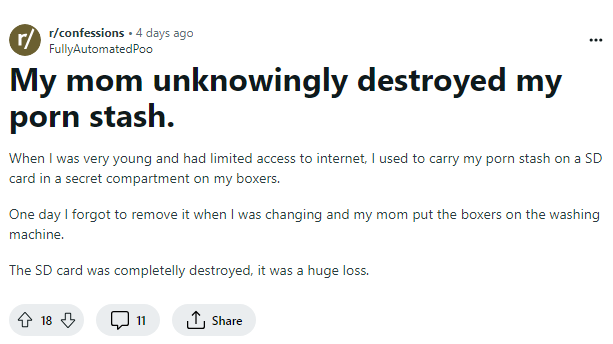 r/confessions • 4 days ago
FullyAutomatedPoo
My mom unknowingly destroyed my
porn stash.
When I was very young and had limited access to internet, I used to carry my porn stash on a SD
card in a secret compartment on my boxers.
One day I forgot to remove it when I was changing and my mom put the boxers on the washing
machine.
The SD card was completelly destroyed, it was a huge loss.
18
11
Share